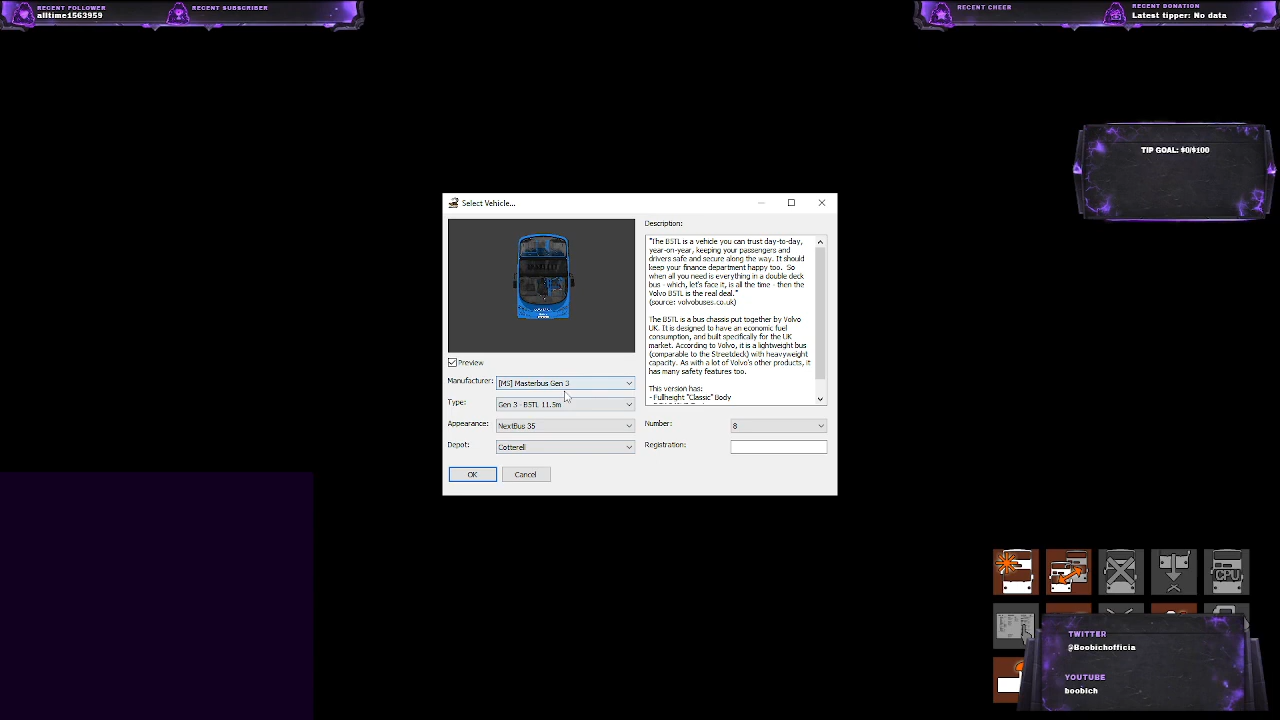 RECENT FOLLOWER
alltime1563959
RECENT SUBSCRIBER
RECENT CHEER
RECENT DONATION
Latest tipper: No data
TIP GOAL: $0/$100
Select Vehicle...
Description:
"The B5TL is a vehicle you can trust day-to-day,
year-on-year, keeping your passengers and
drivers safe and secure along the way. It should
keep your finance department happy too. So
when all you need is everything in a double deck
bus - which, let's face it, is all the time - then the
Volvo B5TL is the real deal."
(source: volvobuses.co.uk)
The B5TL is a bus chassis put together by Volvo
UK. It is designed to have an economic fuel
consumption, and built specifically for the UK
market. According to Volvo, it is a lightweight bus
(comparable to the Streetdeck) with heavyweight
capacity. As with a lot of Volvo's other products, it
has many safety features too.
This version has:
- Fullheight "Classic" Body
Preview
Manufacturer: [MS] Masterbus Gen 3
Type: Gen 3 - B5TL 11.5m
Appearance: NextBus 35
Number: 8
Depot: Cotterell
Registration:
OK
Cancel
CPU
TWITTER
@Boobichofficia
YOUTUBE
boobich